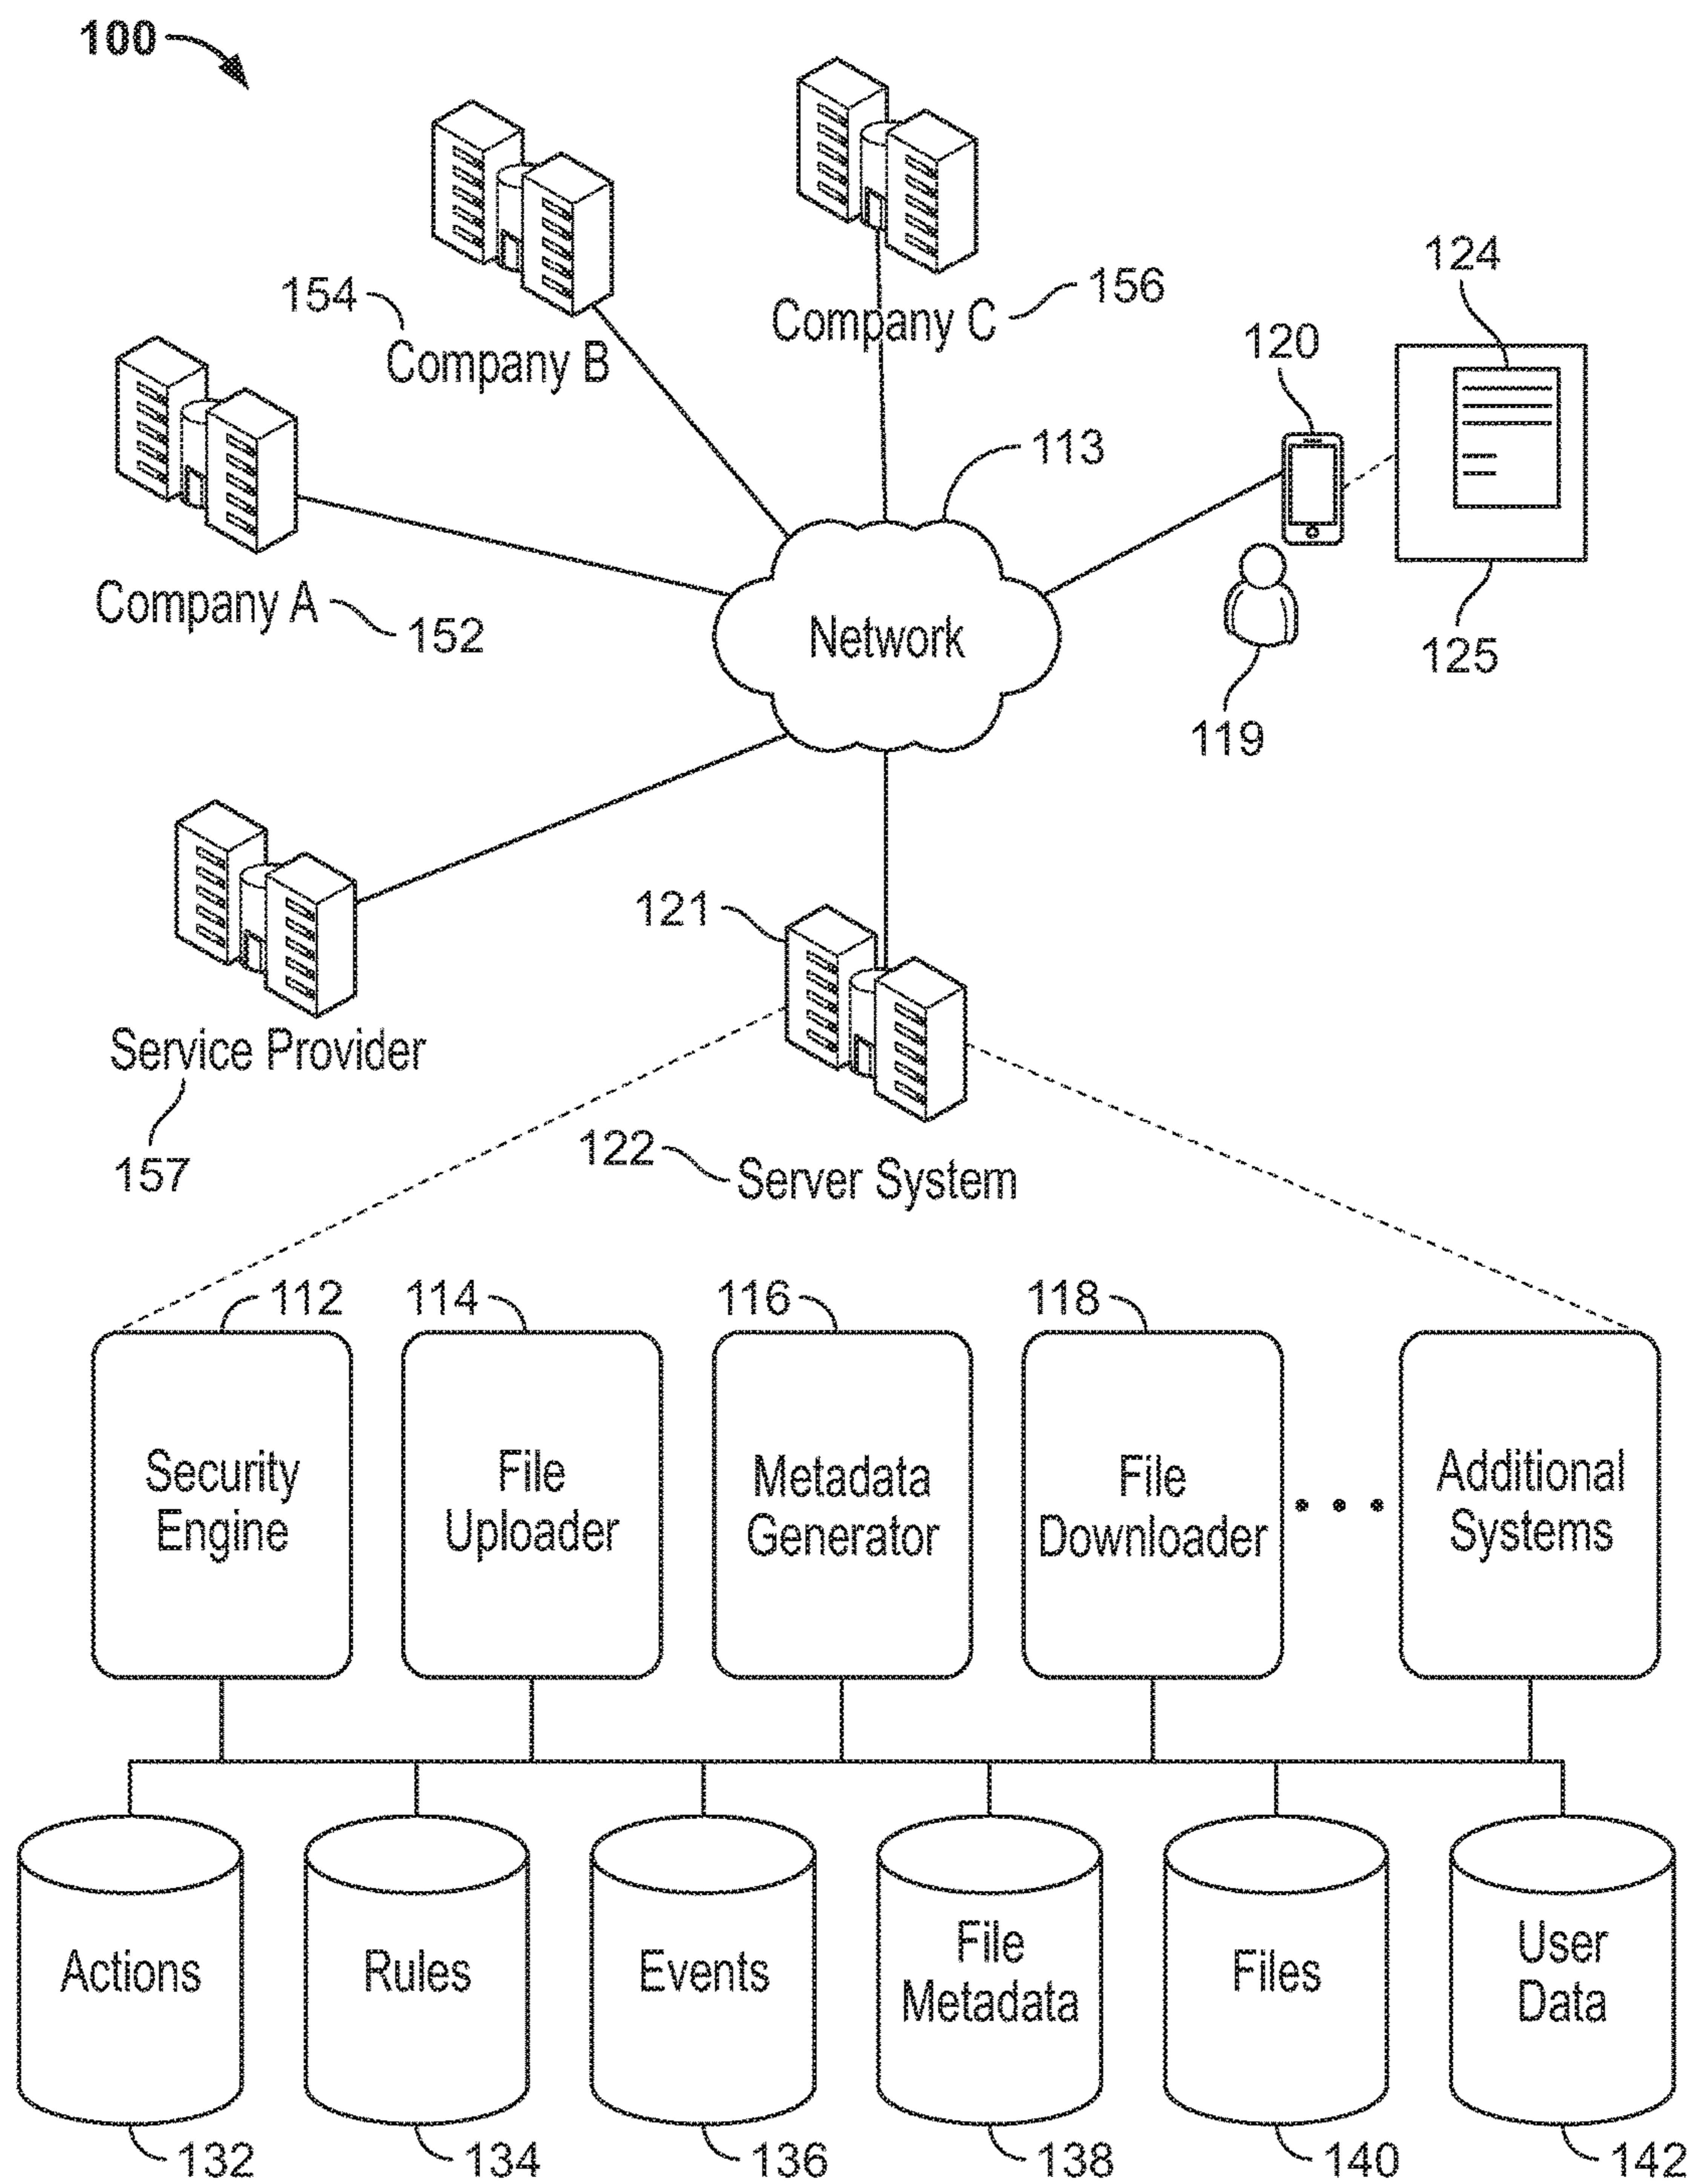 100
154
Company B
Company C
156
124
120
113
Company A
152
Network
125
119
121
Service Provider
157
122
Server System
112
114
116
118
Security
Engine
File
Uploader
Metadata
Generator
File
Downloader
Additional
Systems
Actions
Rules
Events
File
Metadata
Files
User
Data
132
134
136
138
140
142